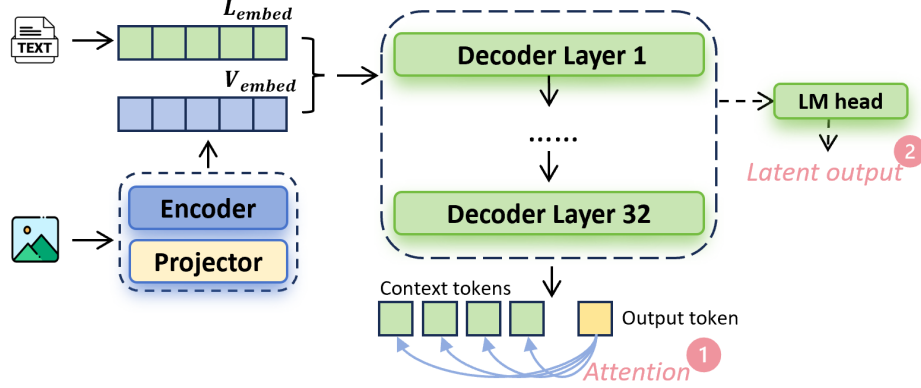 L_embed
TEXT
V_embed
Encoder
Projector
Decoder Layer 1
......
Decoder Layer 32
LM head
Latent output 2
Context tokens
Output token
Attention 1